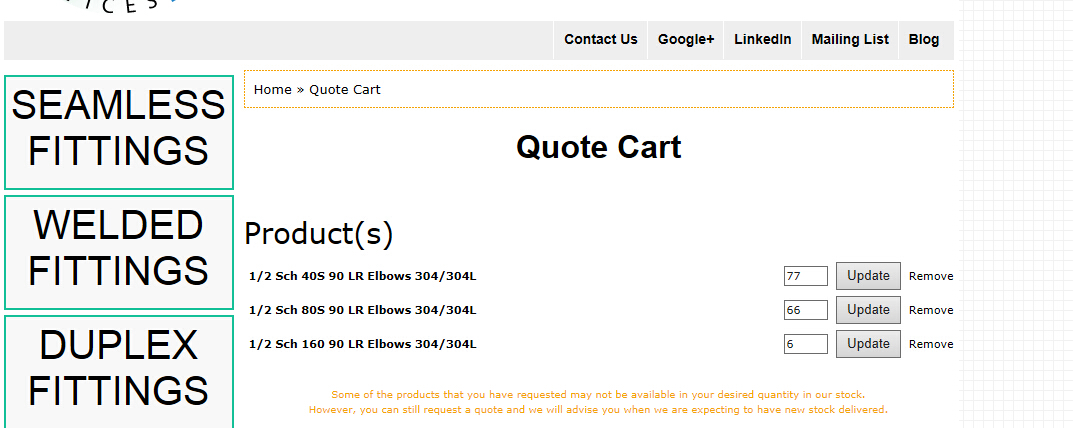 ICES
Contact Us Google+ LinkedIn Mailing List Blog
Home » Quote Cart
SEAMLESS
FITTINGS
WELDED
FITTINGS
DUPLEX
FITTINGS
Quote Cart
Product(s)
1/2 Sch 40S 90 LR Elbows 304/304L 77 Update Remove
1/2 Sch 80S 90 LR Elbows 304/304L 66 Update Remove
1/2 Sch 160 90 LR Elbows 304/304L 6 Update Remove
Some of the products that you have requested may not be available in your desired quantity in our stock.
However, you can still request a quote and we will advise you when we are expecting to have new stock delivered.